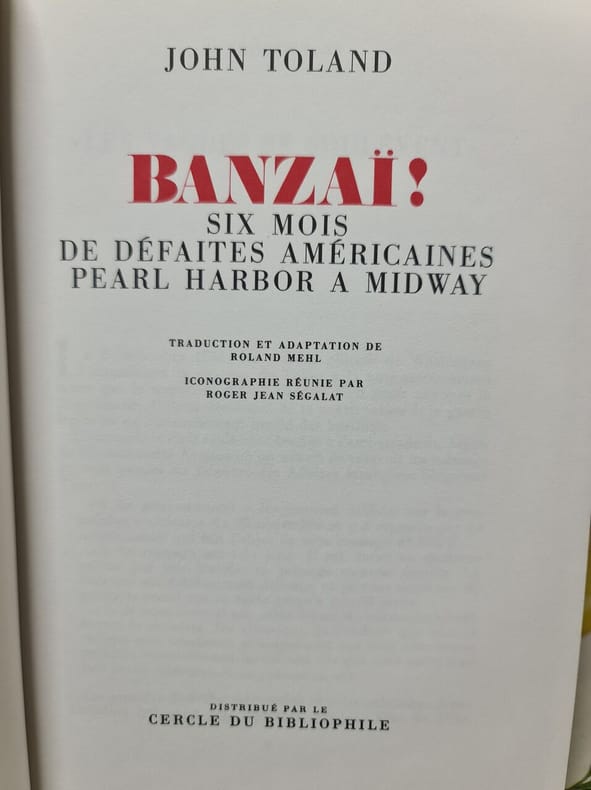 JOHN TOLAND
BANZAÏ!
SIX MOIS
DE DÉFAITES AMÉRICAINES
PEARL HARBOR A MIDWAY
TRADUCTION ET ADAPTATION DE
ROLAND MEHL
ICONOGRAPHIE RÉUNIE PAR
ROGER JEAN SÉGALAT
DISTRIBUÉ PAR LE
CERCLE DU BIBLIOPHILE